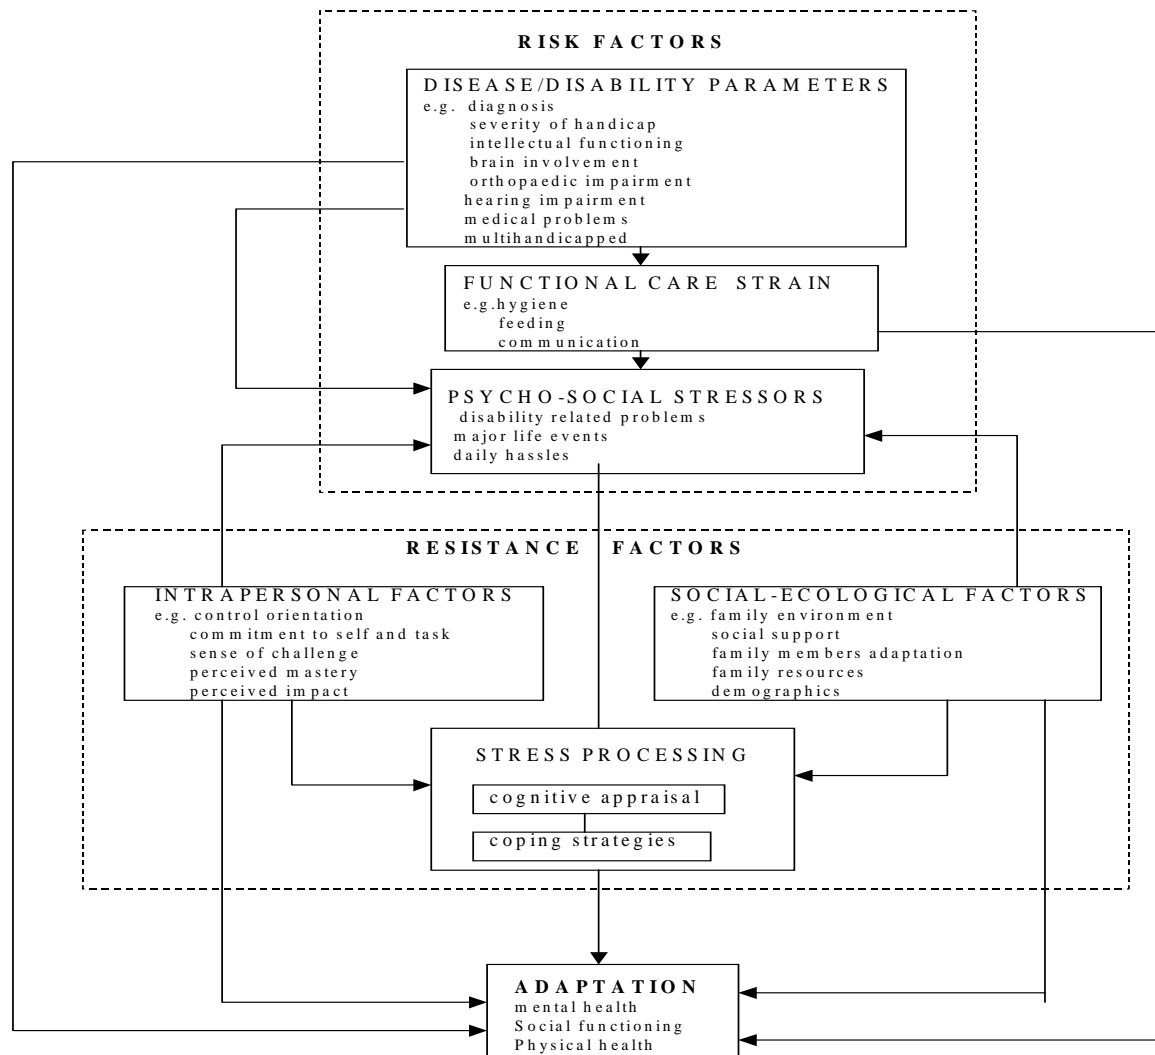 RISK FACTORS
DISEASE/DISABILITY PARAMETERS
e.g. diagnosis
severity of handicap
intellectual functioning
brain involvement
orthopaedic impairment
hearing impairment
medical problems
multihandicapped
FUNCTIONAL CARE STRAIN
e.g.hygiene
feeding
communication
PSYCHO-SOCIAL STRESSORS
disability related problems
major life events
daily hassles
RESISTANCE FACTORS
INTRAPERSONAL FACTORS
e.g. control orientation
commitment to self and task
sense of challenge
perceived mastery
perceived impact
SOCIAL-ECOLOGICAL FACTORS
e.g. family environment
social support
family members adaptation
family resources
demographics
STRESS PROCESSING
cognitive appraisal
coping strategies
ADAPTATION
mental health
Social functioning
Physical health